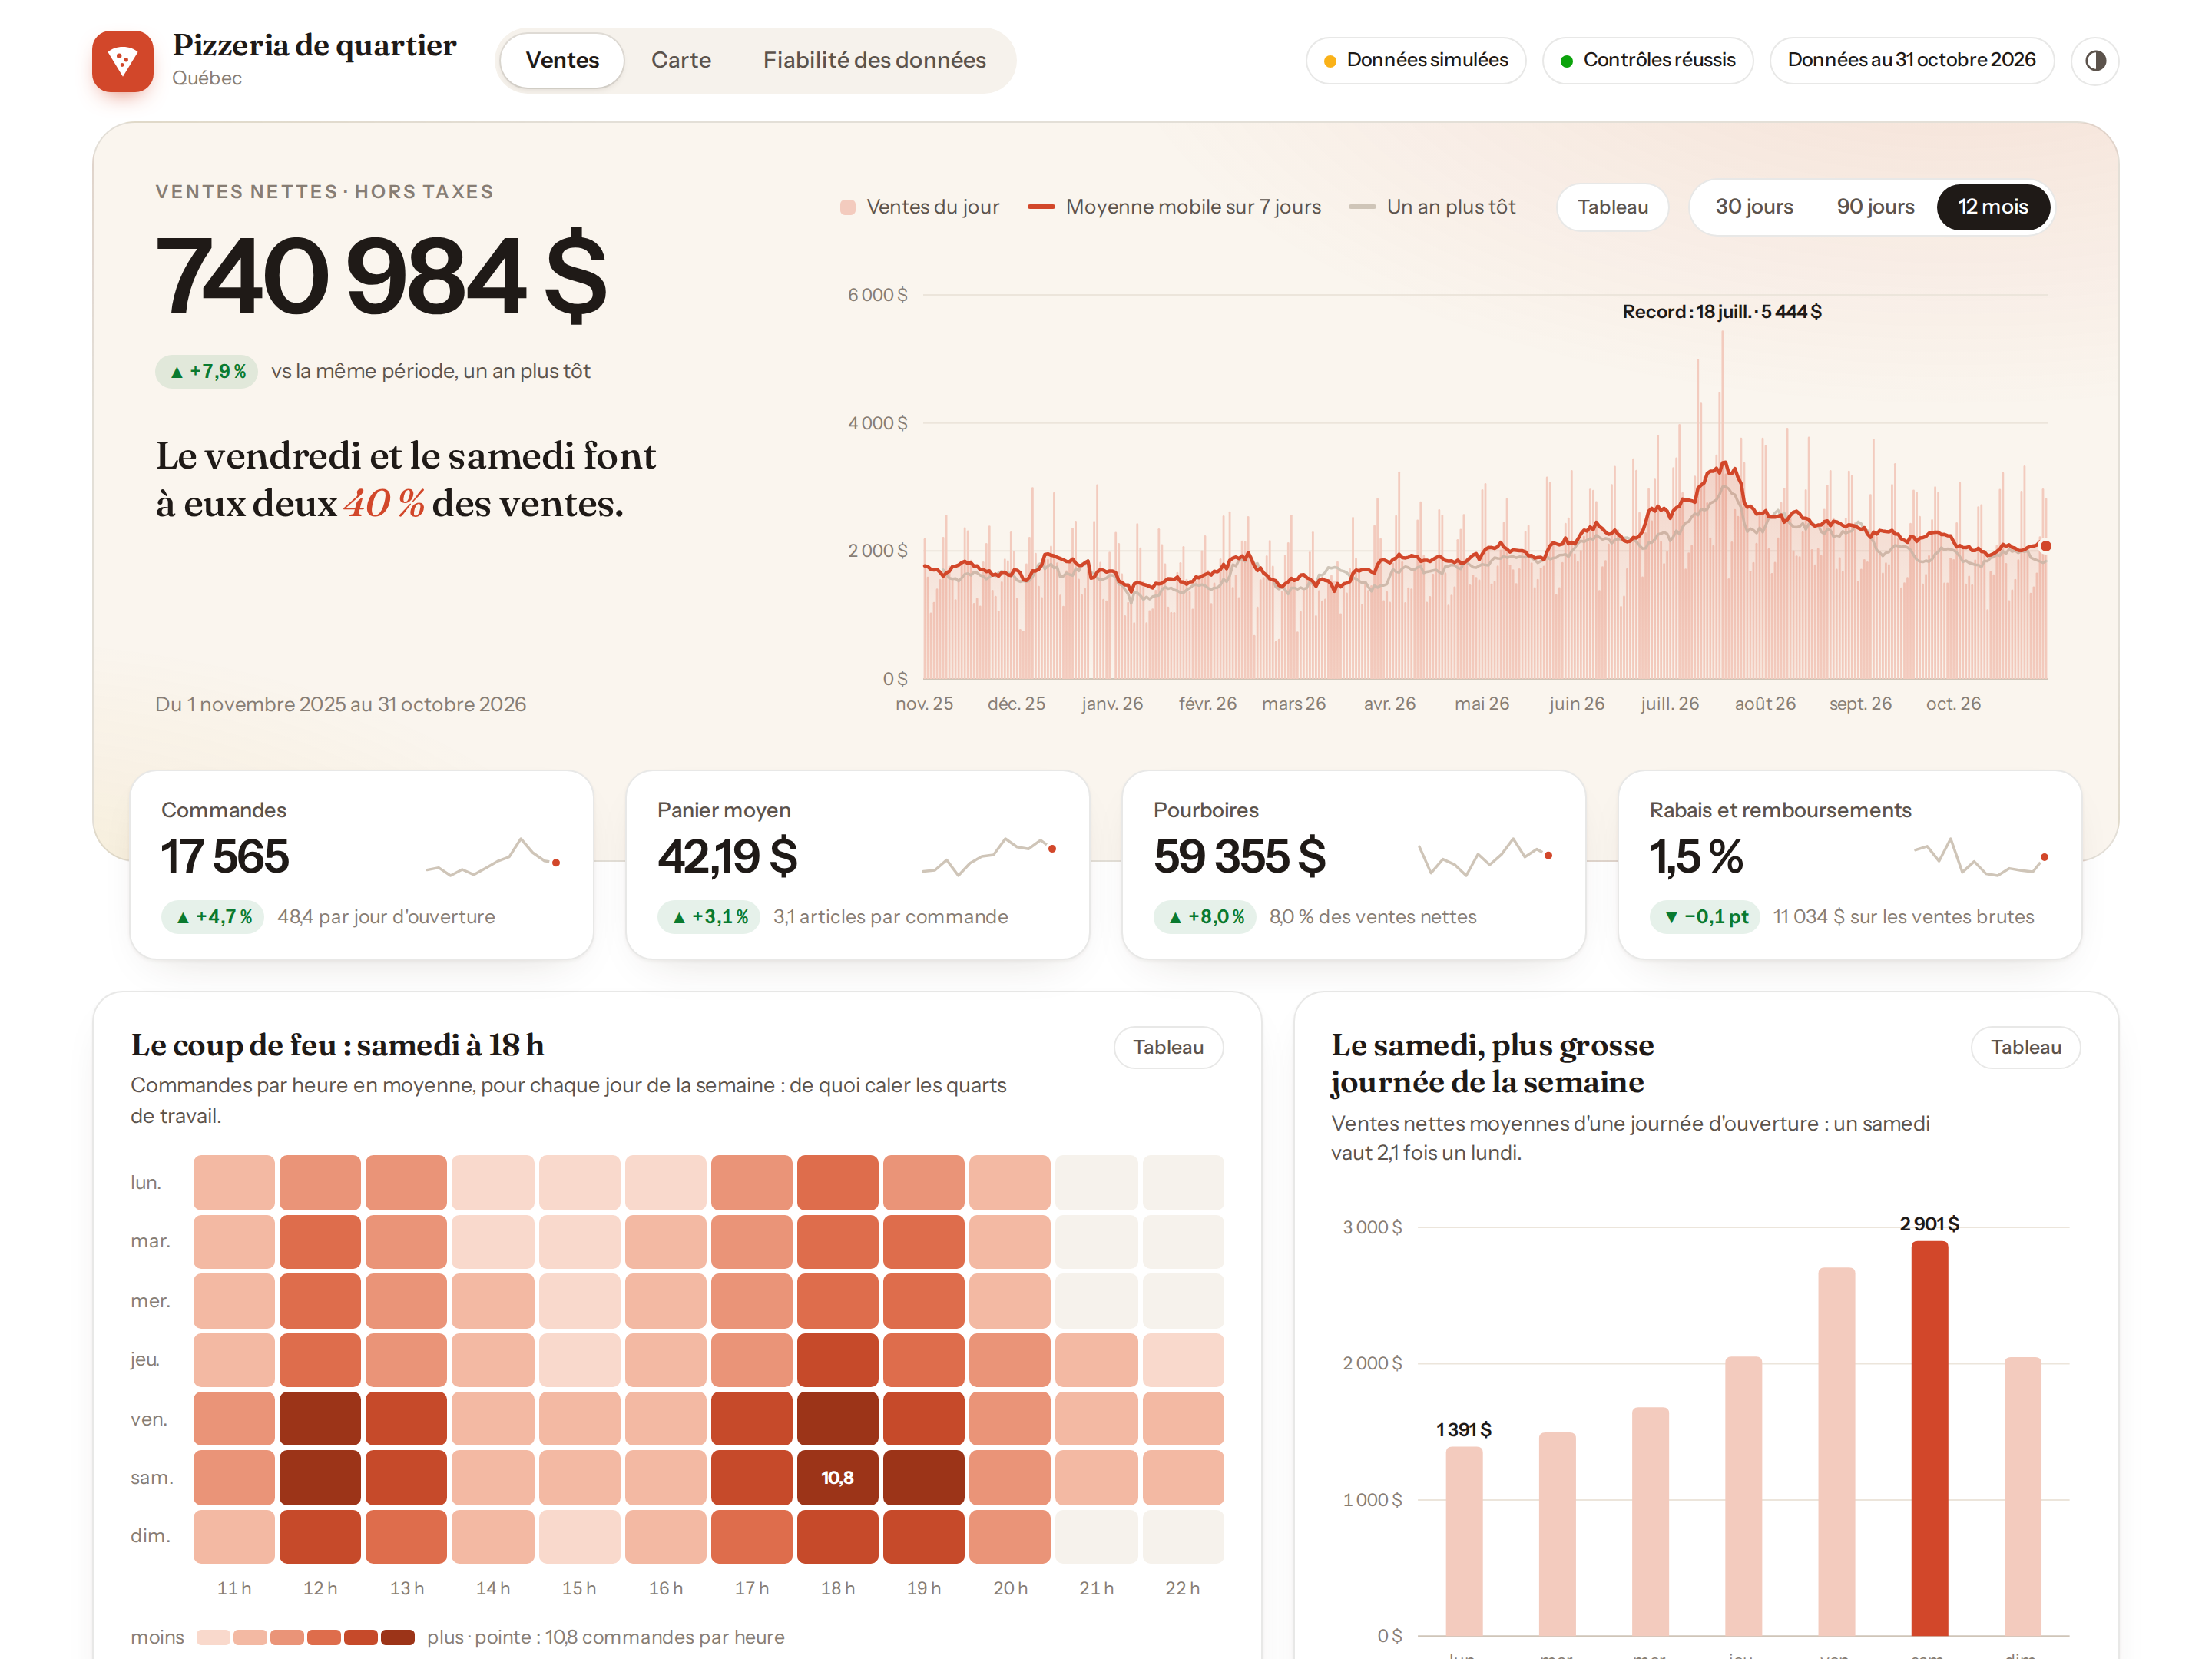 Pizzeria de quartier
Québec
Ventes
Carte
Fiabilité des données
Données simulées
Contrôles réussis
Données au 31 octobre 2026
VENTES NETTES · HORS TAXES
740 984 $
▲ +7,9 %
vs la même période, un an plus tôt
Le vendredi et le samedi font
à eux deux 40 % des ventes.
Du 1 novembre 2025 au 31 octobre 2026
Ventes du jour
Moyenne mobile sur 7 jours
Un an plus tôt
Tableau
30 jours
90 jours
12 mois
6 000 $
Record : 18 juill. · 5 444 $
4 000 $
2 000 $
0 $
nov. 25
déc. 25
janv. 26
févr. 26
mars 26
avr. 26
mai 26
juin 26
juill. 26
août 26
sept. 26
oct. 26
Commandes
17 565
▲ +4,7 %
48,4 par jour d'ouverture
Panier moyen
42,19 $
▲ +3,1 %
3,1 articles par commande
Pourboires
59 355 $
▲ +8,0 %
8,0 % des ventes nettes
Rabais et remboursements
1,5 %
▼ −0,1 pt
11 034 $ sur les ventes brutes
Le coup de feu : samedi à 18 h
Tableau
Commandes par heure en moyenne, pour chaque jour de la semaine : de quoi caler les quarts
de travail.
lun.
mar.
mer.
jeu.
ven.
sam.
10,8
dim.
11 h
12 h
13 h
14 h
15 h
16 h
17 h
18 h
19 h
20 h
21 h
22 h
moins
plus · pointe : 10,8 commandes par heure
Le samedi, plus grosse
journée de la semaine
Tableau
Ventes nettes moyennes d'une journée d'ouverture : un samedi
vaut 2,1 fois un lundi.
3 000 $
2 901 $
2 000 $
1 391 $
1 000 $
0 $